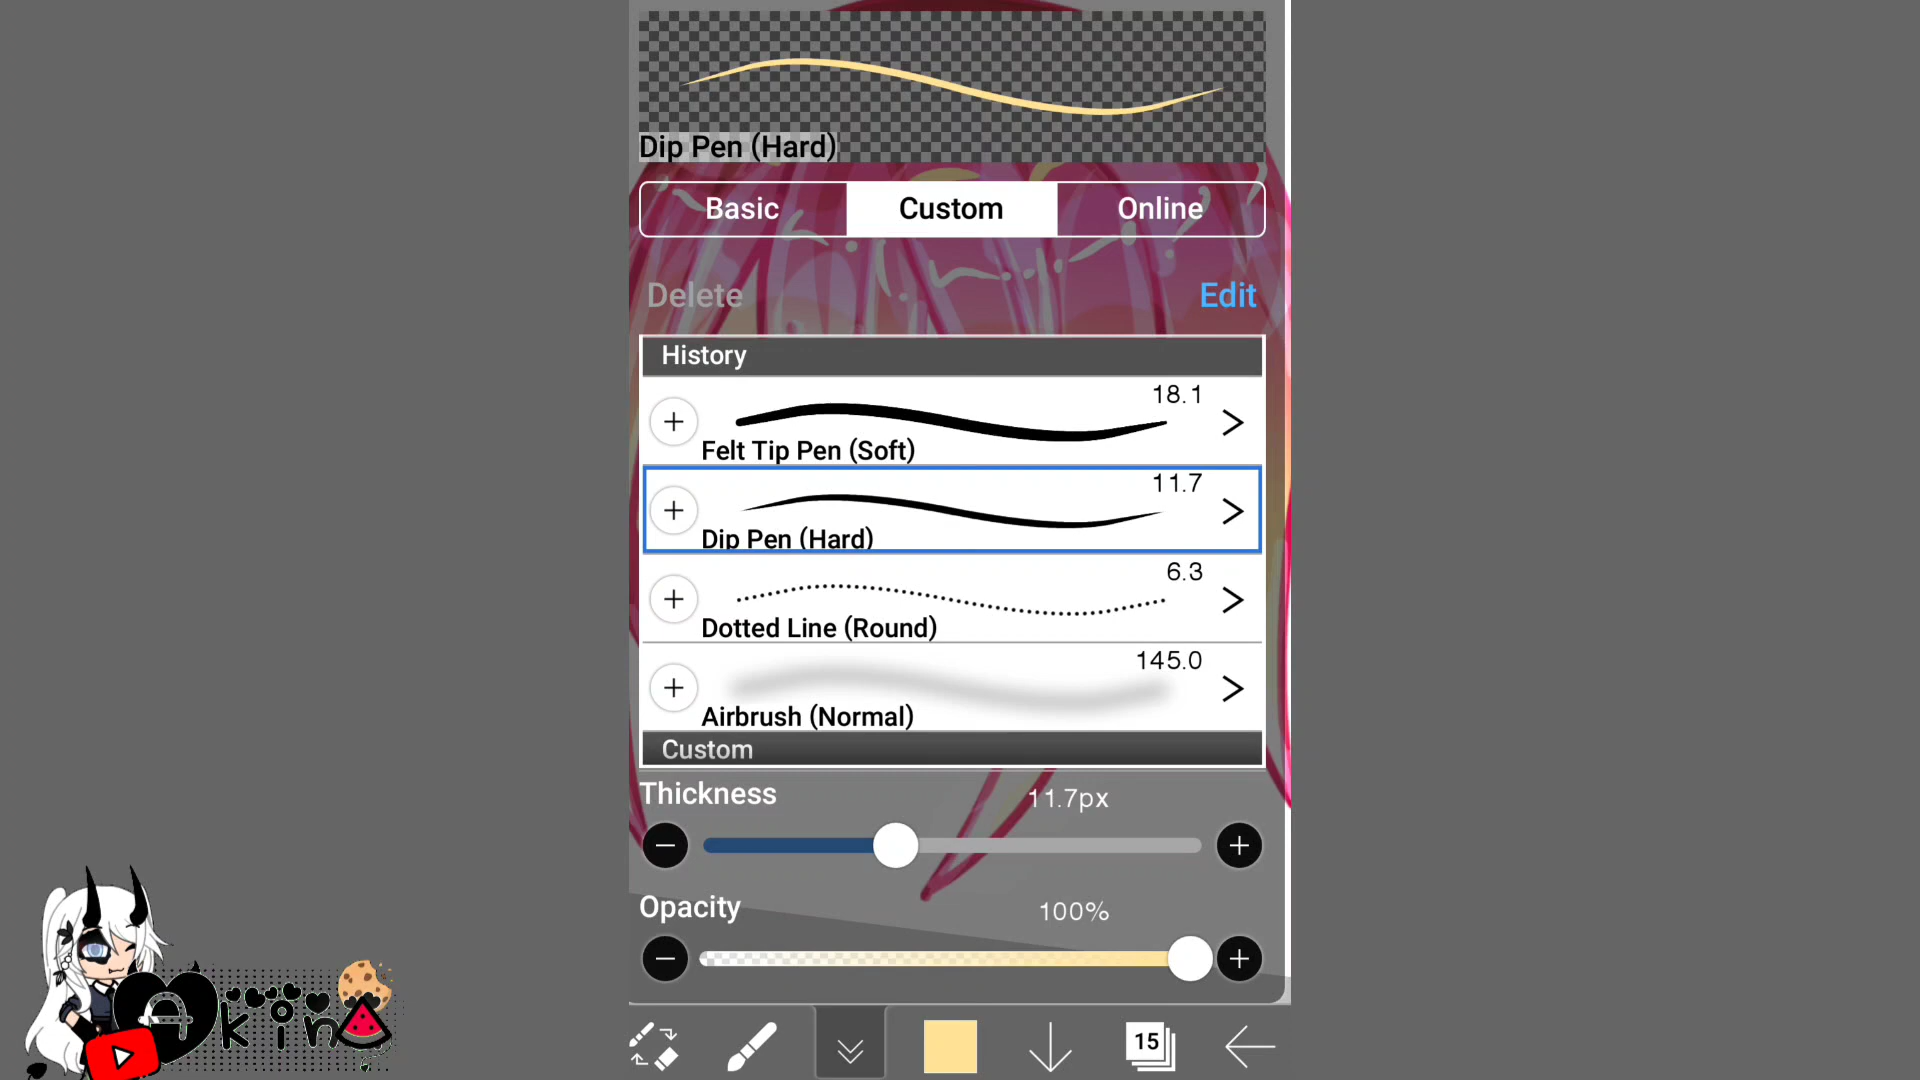 Dip Pen (Hard)
Basic
Custom
Online
Delete
Edit
History
18.1
Felt Tip Pen (Soft)
11.7
Dip Pen (Hard)
6.3
Dotted Line (Round)
145.0
Airbrush (Normal)
Custom
Thickness
11.7px
Opacity
100%
15
Akina